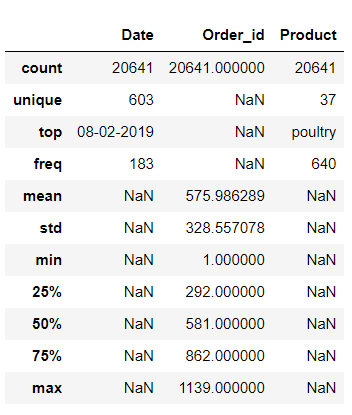 Date Order_id Product
count 20641 20641.000000 20641
unique 603 NaN 37
top 08-02-2019 NaN poultry
freq 183 NaN 640
mean NaN 575.986289 NaN
std NaN 328.557078 NaN
min NaN 1.000000 NaN
25% NaN 292.000000 NaN
50% NaN 581.000000 NaN
75% NaN 862.000000 NaN
max NaN 1139.000000 NaN